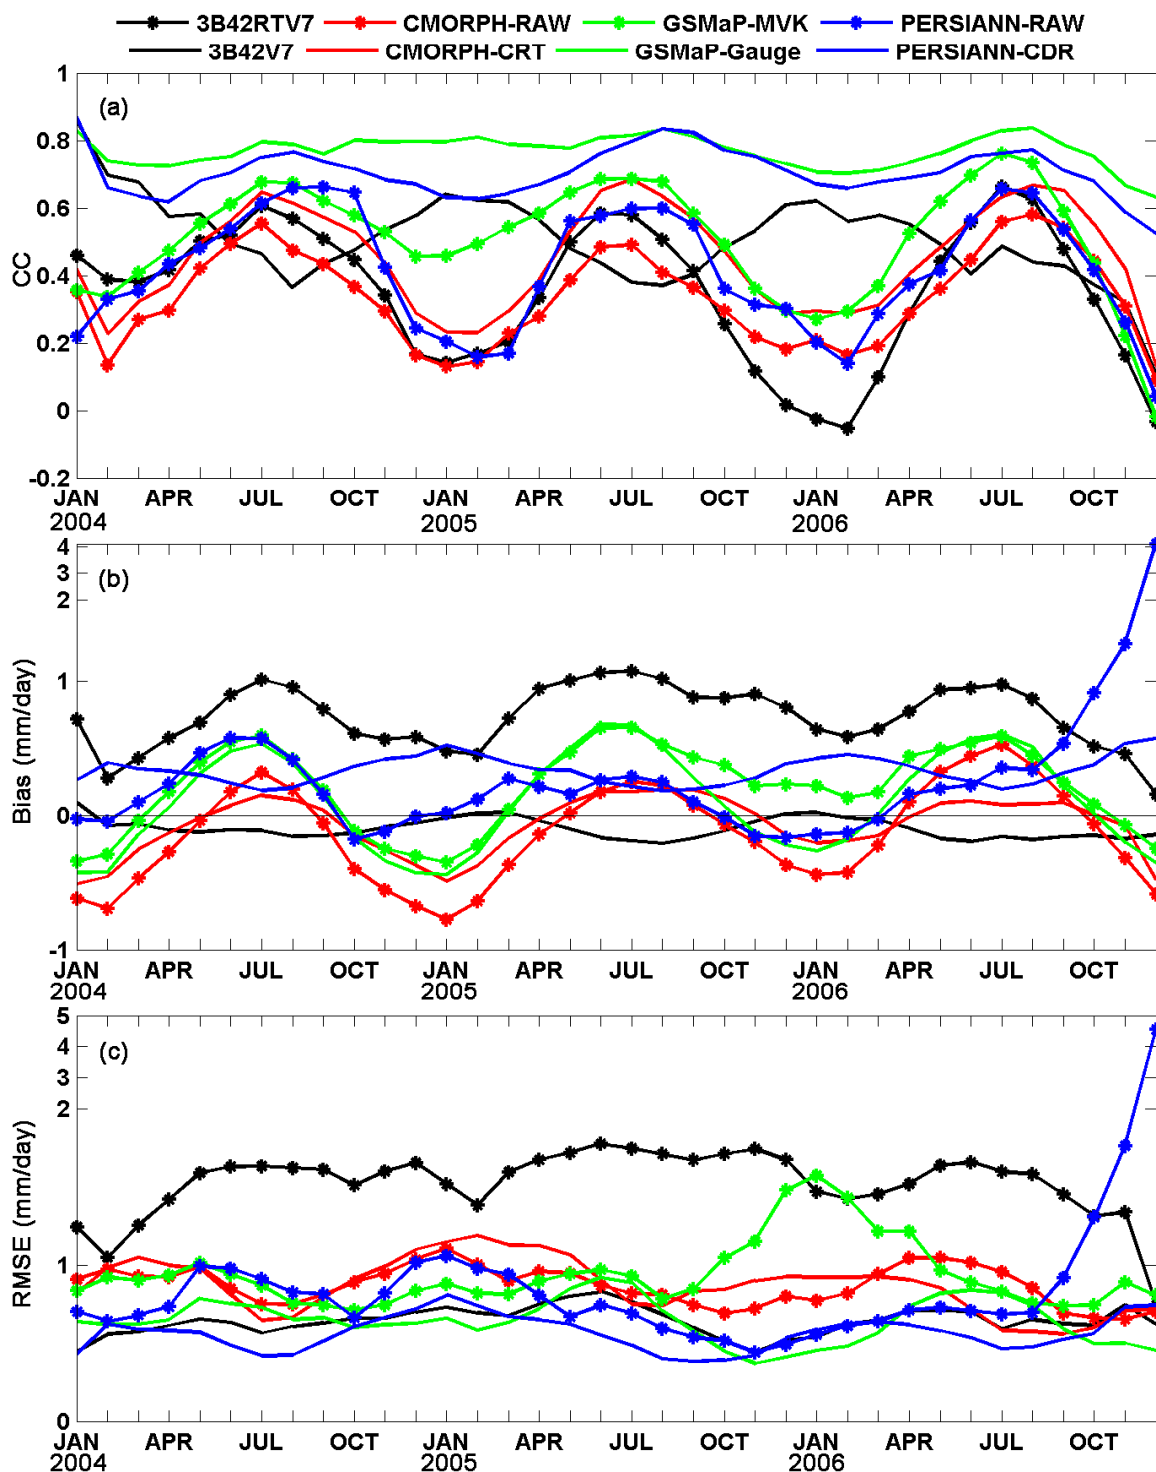 3B42RTV7 CMORPH-RAW GSMaP-MVK PERSIANN-RAW
3B42V7 CMORPH-CRT GSMaP-Gauge PERSIANN-CDR
(a)
CC
1
0.8
0.6
0.4
0.2
0
-0.2
JAN APR JUL OCT JAN APR JUL OCT JAN APR JUL OCT
2004 2005 2006
(b)
Bias (mm/day)
4
3
2
1
0
-1
JAN APR JUL OCT JAN APR JUL OCT JAN APR JUL OCT
2004 2005 2006
(c)
RMSE (mm/day)
5
4
3
2
1
0
JAN APR JUL OCT JAN APR JUL OCT JAN APR JUL OCT
2004 2005 2006